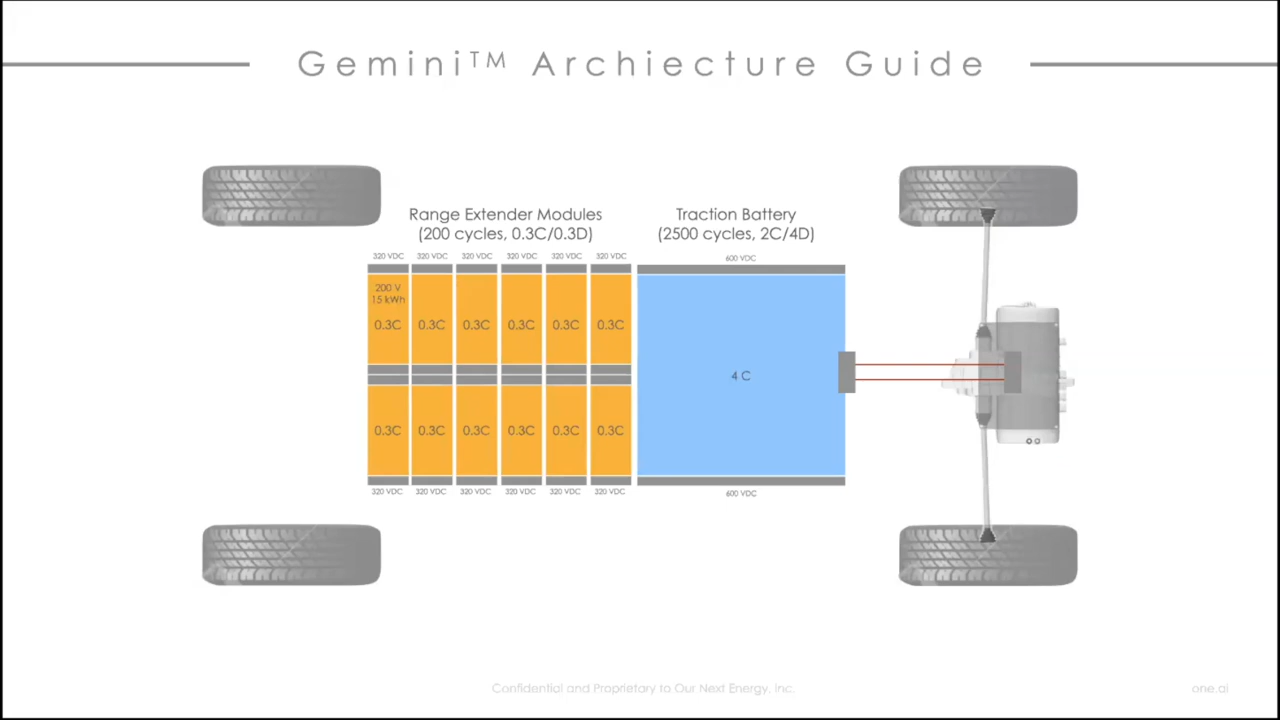 Gemini™ Archiecture Guide
Range Extender Modules
(200 cycles, 0.3C/0.3D)
Traction Battery
(2500 cycles, 2C/4D)
320 VDC 320 VDC 320 VDC 320 VDC 320 VDC 320 VDC
600 VDC
200 V
15 kWh
0.3C 0.3C 0.3C 0.3C 0.3C 0.3C
4 C
0.3C 0.3C 0.3C 0.3C 0.3C 0.3C
320 VDC 320 VDC 320 VDC 320 VDC 320 VDC 320 VDC
600 VDC
Confidential and Proprietary to Our Next Energy, Inc.
one.ai